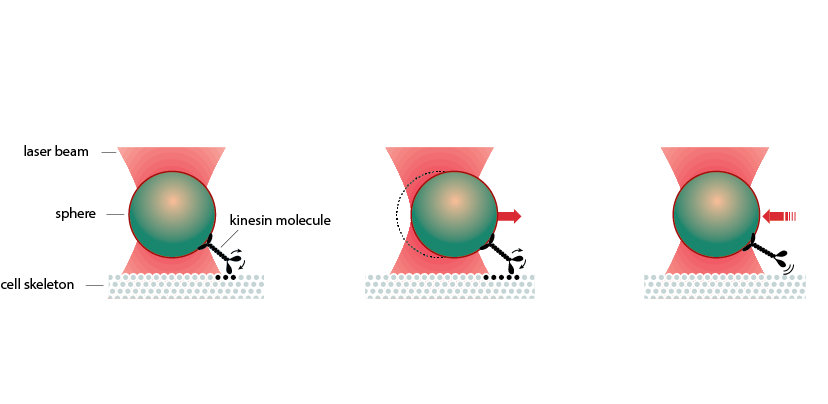 laser beam
sphere
kinesin molecule
cell skeleton